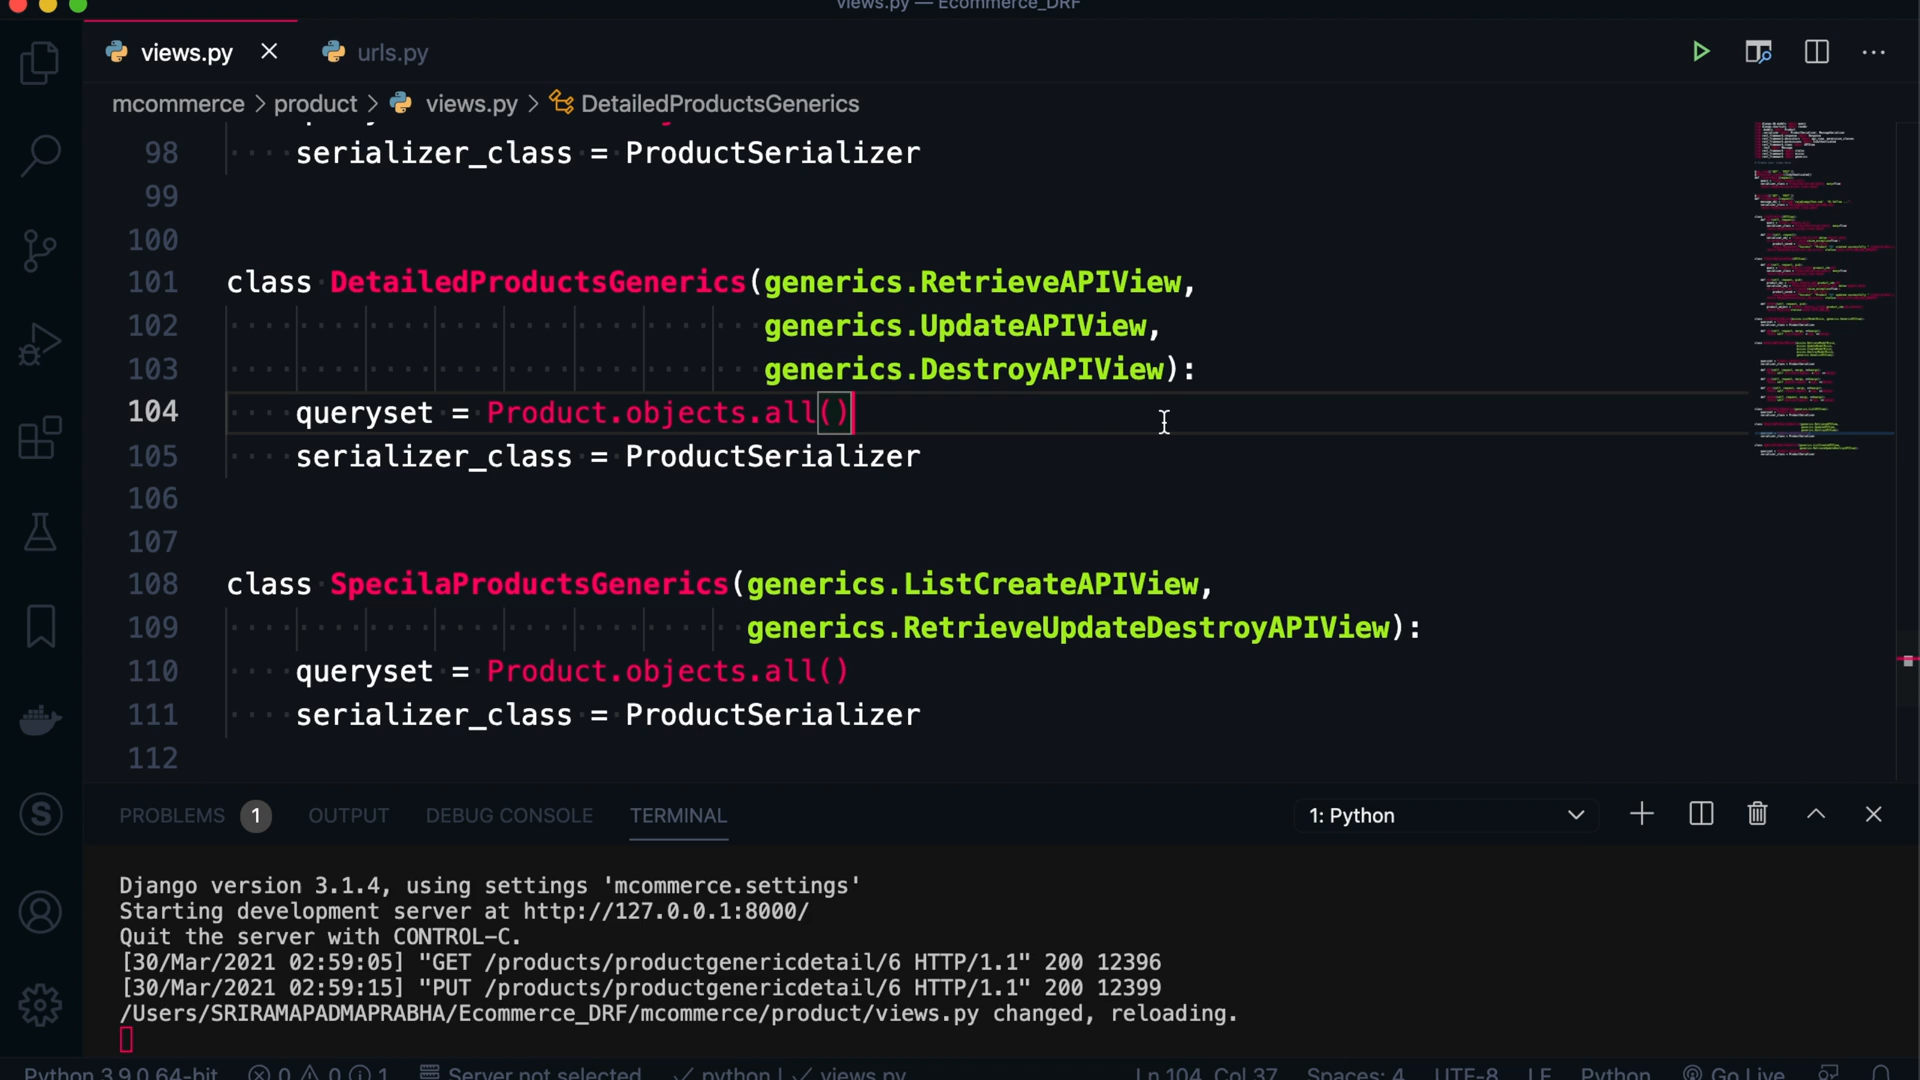 views.py — Ecommerce_DRF
views.py
urls.py
mcommerce > product > views.py > DetailedProductsGenerics
98 serializer_class = ProductSerializer
99
100
101 class DetailedProductsGenerics(generics.RetrieveAPIView,
102 generics.UpdateAPIView,
103 generics.DestroyAPIView):
104 queryset = Product.objects.all()
105 serializer_class = ProductSerializer
106
107
108 class SpecilaProductsGenerics(generics.ListCreateAPIView,
109 generics.RetrieveUpdateDestroyAPIView):
110 queryset = Product.objects.all()
111 serializer_class = ProductSerializer
112
PROBLEMS 1 OUTPUT DEBUG CONSOLE TERMINAL 1: Python
Django version 3.1.4, using settings 'mcommerce.settings'
Starting development server at http://127.0.0.1:8000/
Quit the server with CONTROL-C.
[30/Mar/2021 02:59:05] "GET /products/productgenericdetail/6 HTTP/1.1" 200 12396
[30/Mar/2021 02:59:15] "PUT /products/productgenericdetail/6 HTTP/1.1" 200 12399
/Users/SRIRAMAPADMAPRABHA/Ecommerce_DRF/mcommerce/product/views.py changed, reloading.
Python 3.9.0 64-bit 0 0 1 Server not selected python | views.py Ln 104, Col 37 Spaces: 4 UTF-8 LF Python Go Live